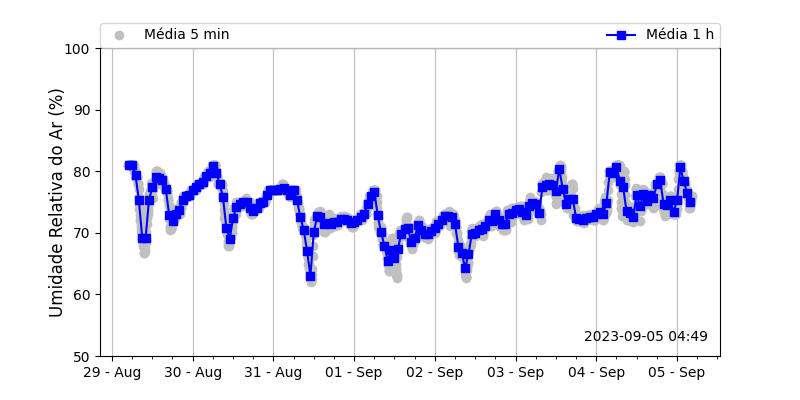 Média 5 min
Média 1 h
Umidade Relativa do Ar (%)
100
90
80
70
60
50
2023-09-05 04:49
29 - Aug
30 - Aug
31 - Aug
01 - Sep
02 - Sep
03 - Sep
04 - Sep
05 - Sep